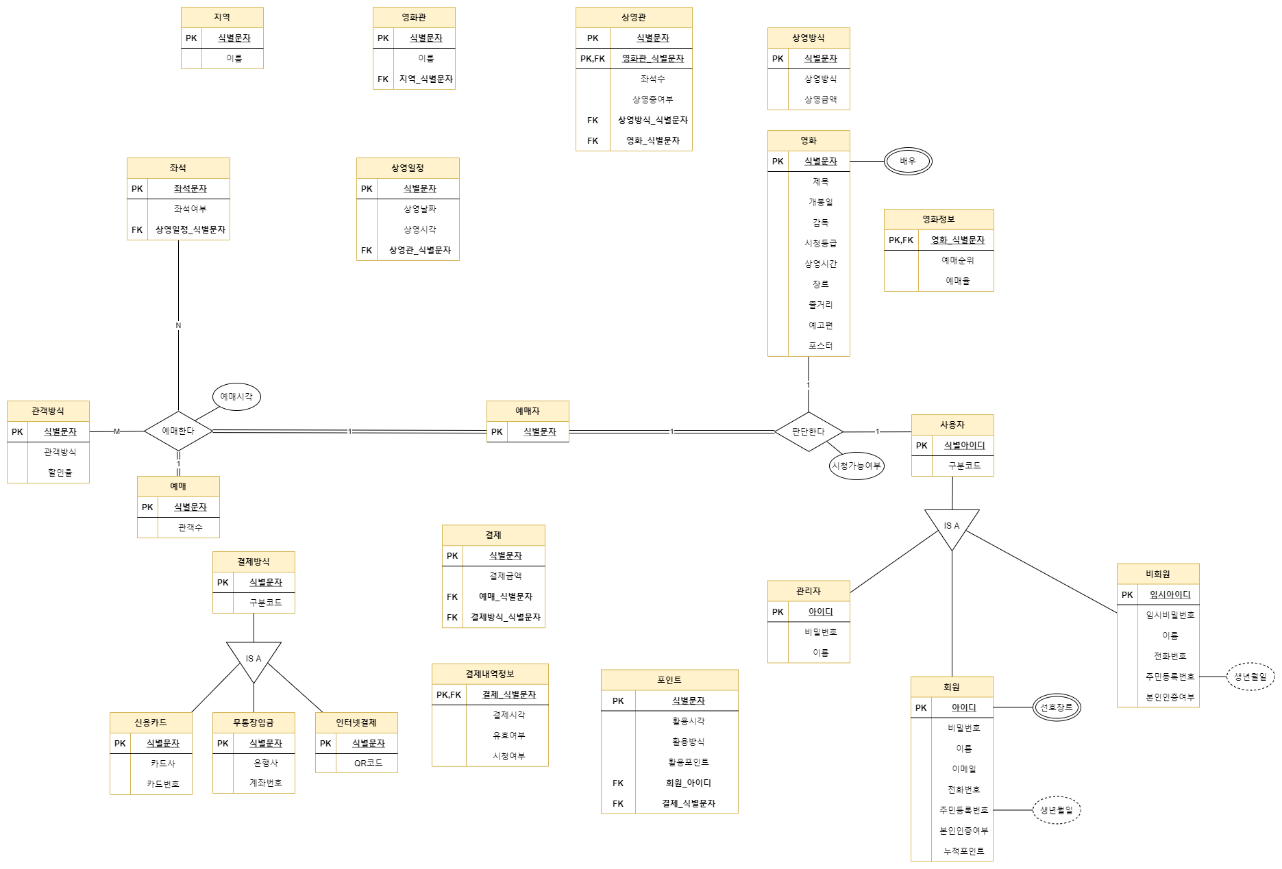 지역
PK 식별문자
이름
영화관
PK 식별문자
이름
FK 지역_식별문자
상영관
PK 식별문자
PK,FK 영화관_식별문자
좌석수
상영중여부
FK 상영방식_식별문자
FK 영화_식별문자
상영방식
PK 식별문자
상영방식
상영금액
좌석
PK 좌석문자
좌석여부
FK 상영일정_식별문자
상영일정
PK 식별문자
상영날짜
상영시각
FK 상영관_식별문자
영화
PK 식별문자
제목
개봉일
감독
시청등급
상영시간
장르
줄거리
예고편
포스터
배우
영화정보
PK,FK 영화_식별문자
예매순위
예매율
N
예매시각
1
관객방식
PK 식별문자
관객방식
할인율
M
예매한다
1
예매자
PK 식별문자
1
판단한다
1
시청가능여부
사용자
PK 식별아이디
구분코드
1
예매
PK 식별문자
관객수
IS A
결제
PK 식별문자
결제금액
FK 예매_식별문자
FK 결제방식_식별문자
결제방식
PK 식별문자
구분코드
IS A
관리자
PK 아이디
비밀번호
이름
비회원
PK 임시아이디
임시비밀번호
이름
전화번호
주민등록번호
본인인증여부
생년월일
결제내역정보
PK,FK 결제_식별문자
결제시각
유효여부
시청여부
포인트
PK 식별문자
활용시각
활용방식
활용포인트
FK 회원_아이디
FK 결제_식별문자
회원
PK 아이디
비밀번호
이름
이메일
전화번호
주민등록번호
본인인증여부
누적포인트
선호장르
생년월일
신용카드
PK 식별문자
카드사
카드번호
무통장입금
PK 식별문자
은행사
계좌번호
인터넷결제
PK 식별문자
QR코드